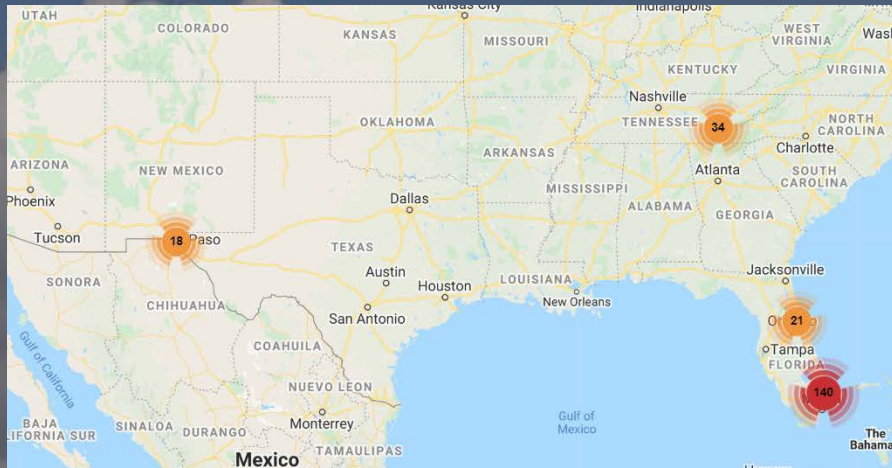 Kansas City
Indianapolis
UTAH
COLORADO
KANSAS
MISSOURI
WEST
VIRGINIA
Wash
KENTUCKY
VIRGINIA
Nashville
TENNESSEE
34
NORTH
CAROLINA
Charlotte
OKLAHOMA
ARKANSAS
ARIZONA
NEW MEXICO
Atlanta
SOUTH
CAROLINA
Phoenix
MISSISSIPPI
ALABAMA
GEORGIA
Dallas
Tucson
18
Paso
TEXAS
SONORA
Austin
Houston
LOUISIANA
Jacksonville
CHIHUAHUA
San Antonio
New Orleans
21
Gulf of
California
COAHUILA
Tampa
FLORIDA
NUEVO LEON
140
BAJA
LIFORNIA SUR
SINALOA
DURANGO
Monterrey
Gulf of
Mexico
TAMAULIPAS
The
Bahama
Mexico